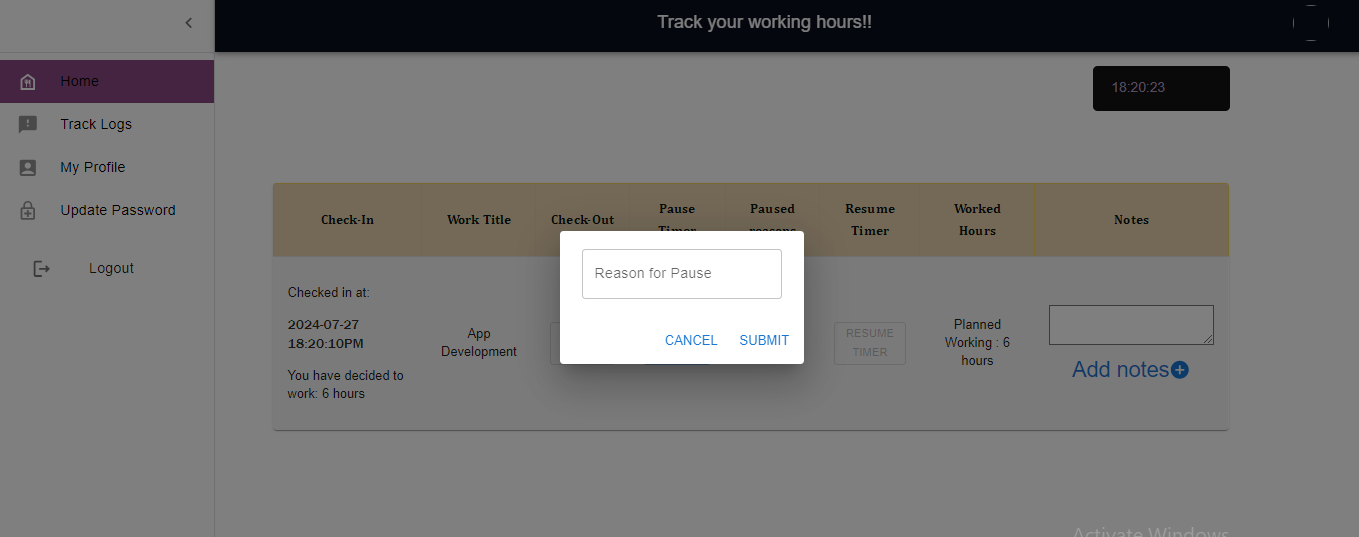 Track your working hours!!
Home
Track Logs
My Profile
Update Password
Logout
18:20:23
Check-In
Work Title
Check-Out
Pause
Timer
Paused
reasons
Resume
Timer
Worked
Hours
Notes
Checked in at:
2024-07-27
18:20:10PM
You have decided to
work: 6 hours
App
Development
Reason for Pause
CANCEL
SUBMIT
RESUME
TIMER
Planned
Working : 6
hours
Add notes
Activate Windows